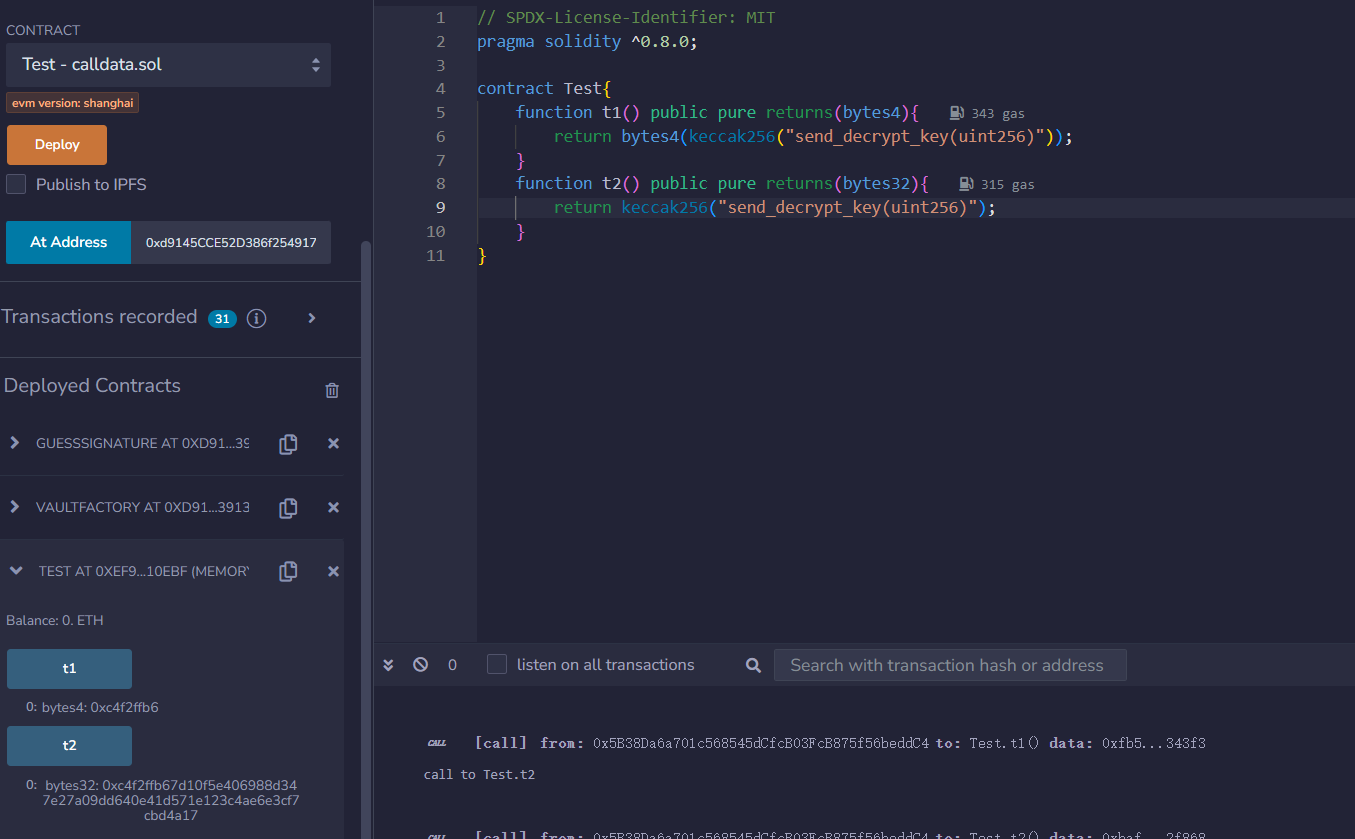 CONTRACT
Test - calldata.sol
evm version: shanghai
Deploy
Publish to IPFS
At Address 0xd9145CCE52D386f254917
Transactions recorded 31
Deployed Contracts
GUESSSIGNATURE AT 0XD91...39
VAULTFACTORY AT 0XD91...3913
TEST AT 0XEF9...10EBF (MEMORY
Balance: 0. ETH
t1
0: bytes4: 0xc4f2ffb6
t2
0: bytes32: 0xc4f2ffb67d10f5e406988d34
7e27a09dd640e41d571e123c4ae6e3cf7
cbd4a17
1 // SPDX-License-Identifier: MIT
2 pragma solidity ^0.8.0;
3
4 contract Test{
5 function t1() public pure returns(bytes4){ 343 gas
6 return bytes4(keccak256("send_decrypt_key(uint256)"));
7 }
8 function t2() public pure returns(bytes32){ 315 gas
9 return keccak256("send_decrypt_key(uint256)");
10 }
11 }
0 listen on all transactions Search with transaction hash or address
CALL [call] from: 0x5B38Da6a701c568545dCfcB03FcB875f56beddC4 to: Test.t1() data: 0xfb5...343f3
call to Test.t2
CALL [call] from: 0x5B38Da6a701c568545dCfcB03FcB875f56beddC4 to: Test.t2() data: 0xbaf...2f868